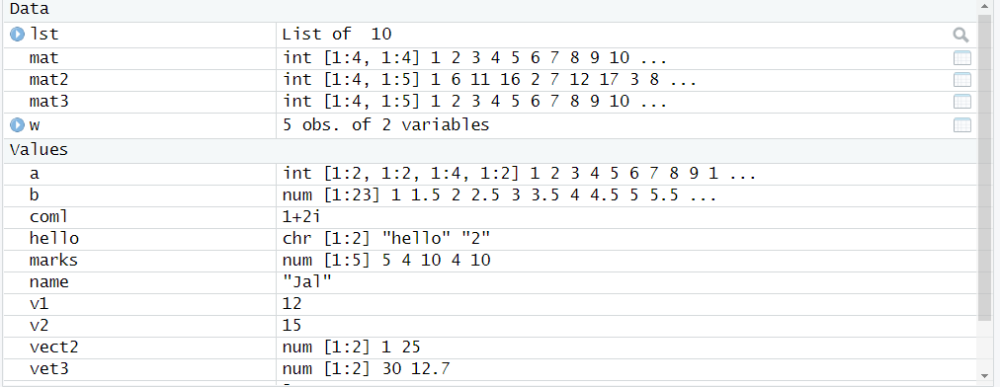 Data
lst List of  10
mat int [1:4, 1:4] 1 2 3 4 5 6 7 8 9 10 ...
mat2 int [1:4, 1:5] 1 6 11 16 2 7 12 17 3 8 ...
mat3 int [1:4, 1:5] 1 2 3 4 5 6 7 8 9 10 ...
w 5 obs. of 2 variables
Values
a int [1:2, 1:2, 1:4, 1:2] 1 2 3 4 5 6 7 8 9 1 ...
b num [1:23] 1 1.5 2 2.5 3 3.5 4 4.5 5 5.5 ...
coml 1+2i
hello chr [1:2] "hello" "2"
marks num [1:5] 5 4 10 4 10
name "Jal"
v1 12
v2 15
vect2 num [1:2] 1 25
vet3 num [1:2] 30 12.7